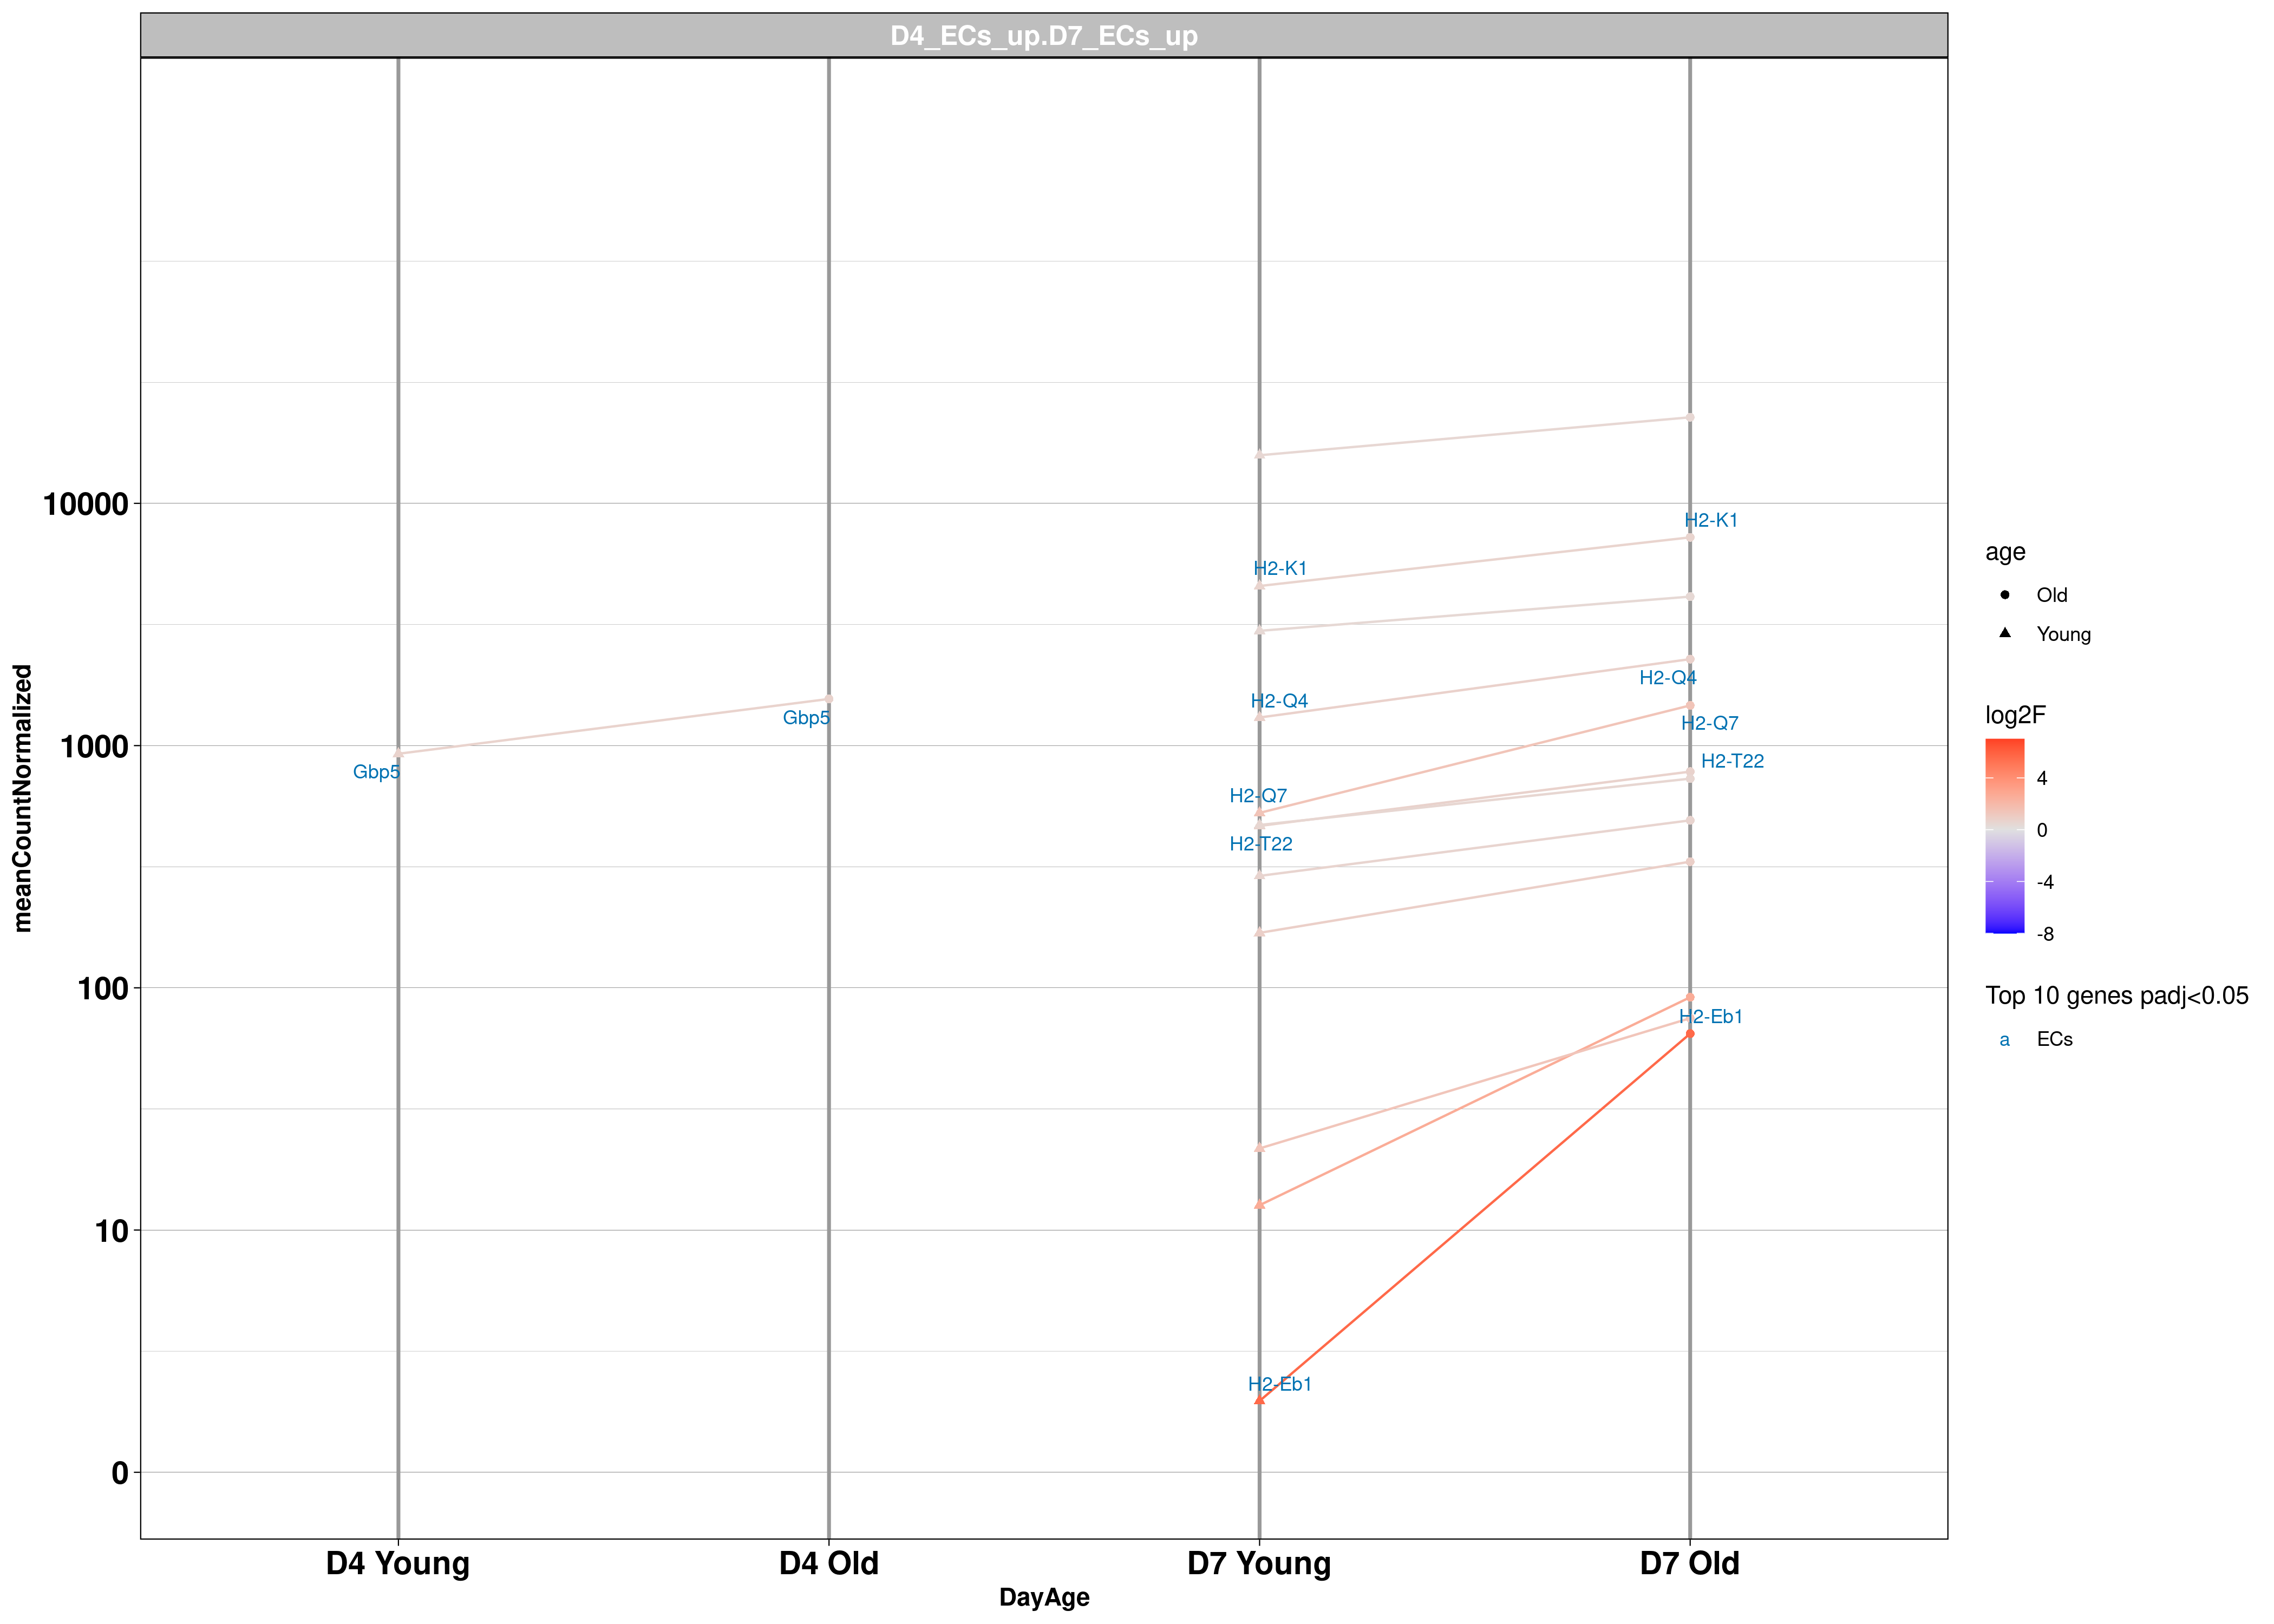 D4_ECs_up.D7_ECs_up
meanCountNormalized
10000
1000
100
10
0
H2-K1
H2-K1
H2-Q4
H2-Q4
Gbp5
Gbp5
H2-Q7
H2-Q7
H2-T22
H2-T22
H2-Eb1
H2-Eb1
D4 Young
D4 Old
D7 Young
D7 Old
DayAge
age
Old
Young
log2F
4
0
-4
-8
Top 10 genes padj<0.05
a ECs